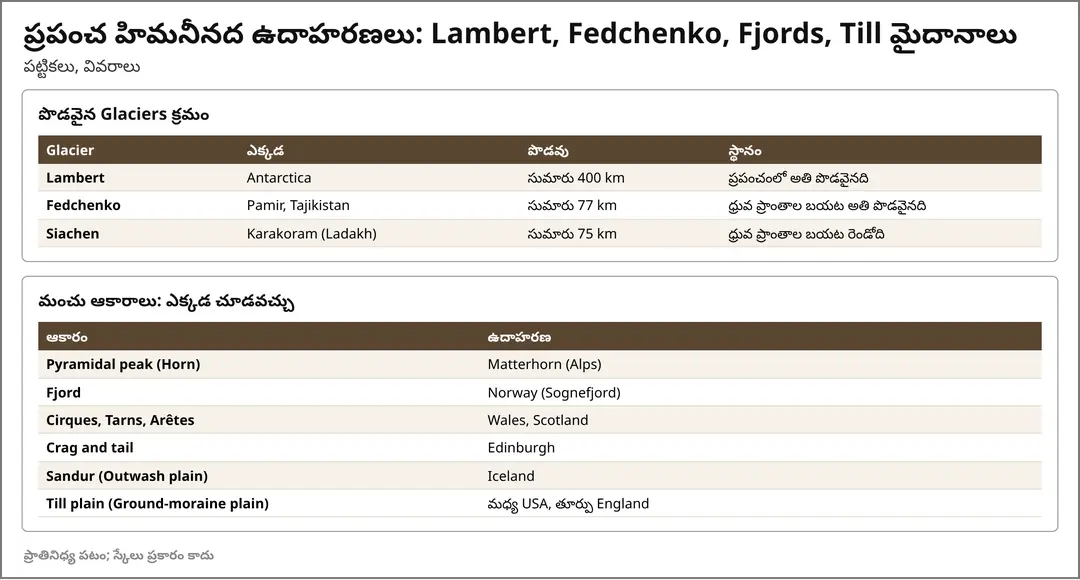 ప్రపంచ హిమనీనద ఉదాహరణలు: Lambert, Fedchenko, Fjords, Till మైదానాలు
పట్టికలు, వివరాలు
పొడవైన Glaciers క్రమం
Glacier ఎక్కడ పొడవు స్థానం
Lambert Antarctica సుమారు 400 km ప్రపంచంలో అతి పొడవైనది
Fedchenko Pamir, Tajikistan సుమారు 77 km ధ్రువ ప్రాంతాల బయట అతి పొడవైనది
Siachen Karakoram (Ladakh) సుమారు 75 km ధ్రువ ప్రాంతాల బయట రెండోది
మంచు ఆకారాలు: ఎక్కడ చూడవచ్చు
ఆకారం ఉదాహరణ
Pyramidal peak (Horn) Matterhorn (Alps)
Fjord Norway (Sognefjord)
Cirques, Tarns, Arêtes Wales, Scotland
Crag and tail Edinburgh
Sandur (Outwash plain) Iceland
Till plain (Ground-moraine plain) మధ్య USA, తూర్పు England
ప్రాతినిధ్య పటం; స్కేలు ప్రకారం కాదు